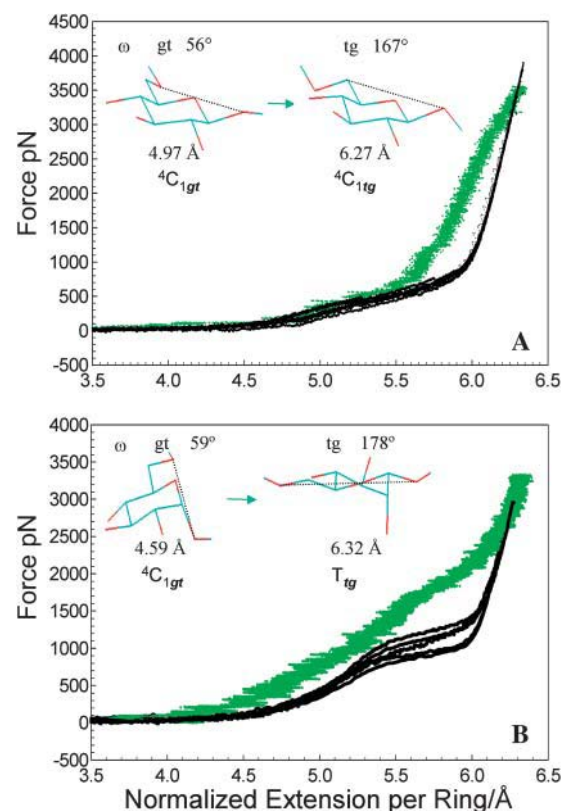 4500
4000
3500
3000
2500
2000
1500
1000
500
0
-500
Force pN
ω gt 56° tg 167°
4.97 Å 6.27 Å
⁴C₁gt ⁴C₁tg
A
3.5 4.0 4.5 5.0 5.5 6.0 6.5
4000
3500
3000
2500
2000
1500
1000
500
0
-500
Force pN
ω gt 59° tg 178°
4.59 Å 6.32 Å
⁴C₁gt Ttg
B
3.5 4.0 4.5 5.0 5.5 6.0 6.5
Normalized Extension per Ring/Å